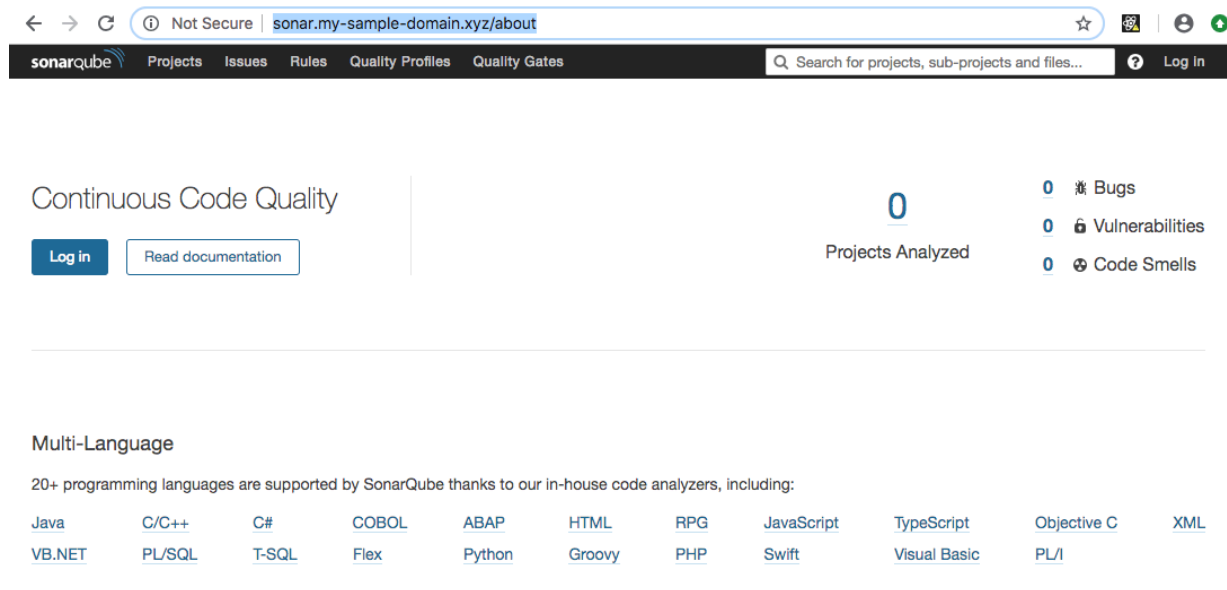 Not Secure | sonar.my-sample-domain.xyz/about
sonarqube Projects Issues Rules Quality Profiles Quality Gates Search for projects, sub-projects and files... ? Log in
Continuous Code Quality
Log in Read documentation
0
Projects Analyzed
0 Bugs
0 Vulnerabilities
0 Code Smells
Multi-Language
20+ programming languages are supported by SonarQube thanks to our in-house code analyzers, including:
Java C/C++ C# COBOL ABAP HTML RPG JavaScript TypeScript Objective C XML
VB.NET PL/SQL T-SQL Flex Python Groovy PHP Swift Visual Basic PL/I